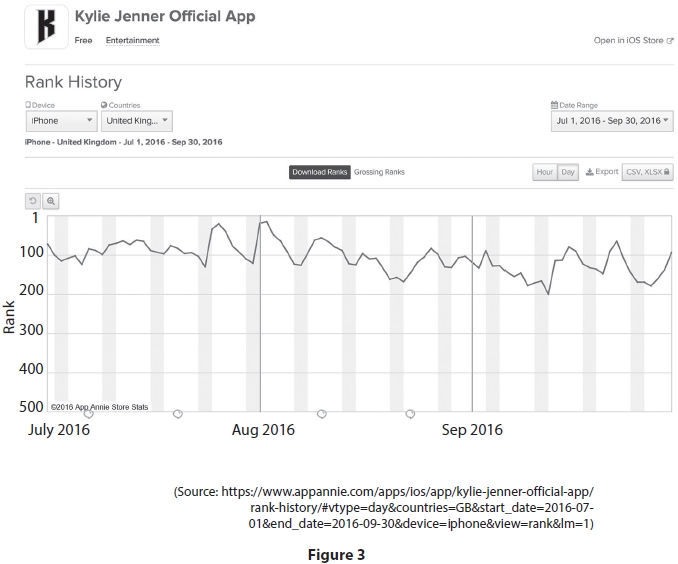 K
Kylie Jenner Official App
Free Entertainment
Open in iOS Store
Rank History
Device
Countries
Date Range
iPhone
United King...
Jul 1, 2016 - Sep 30, 2016
iPhone - United Kingdom - Jul 1, 2016 - Sep 30, 2016
Download Ranks Grossing Ranks
Hour Day Export CSV, XLSX
1
100
200
300
400
500
Rank
©2016 App Annie Store Stats
July 2016 Aug 2016 Sep 2016
(Source: https://www.appannie.com/apps/ios/app/kylie-jenner-official-app/
rank-history/#vtype=day&countries=GB&start_date=2016-07-
01&end_date=2016-09-30&device=iphone&view=rank&lm=1)
Figure 3